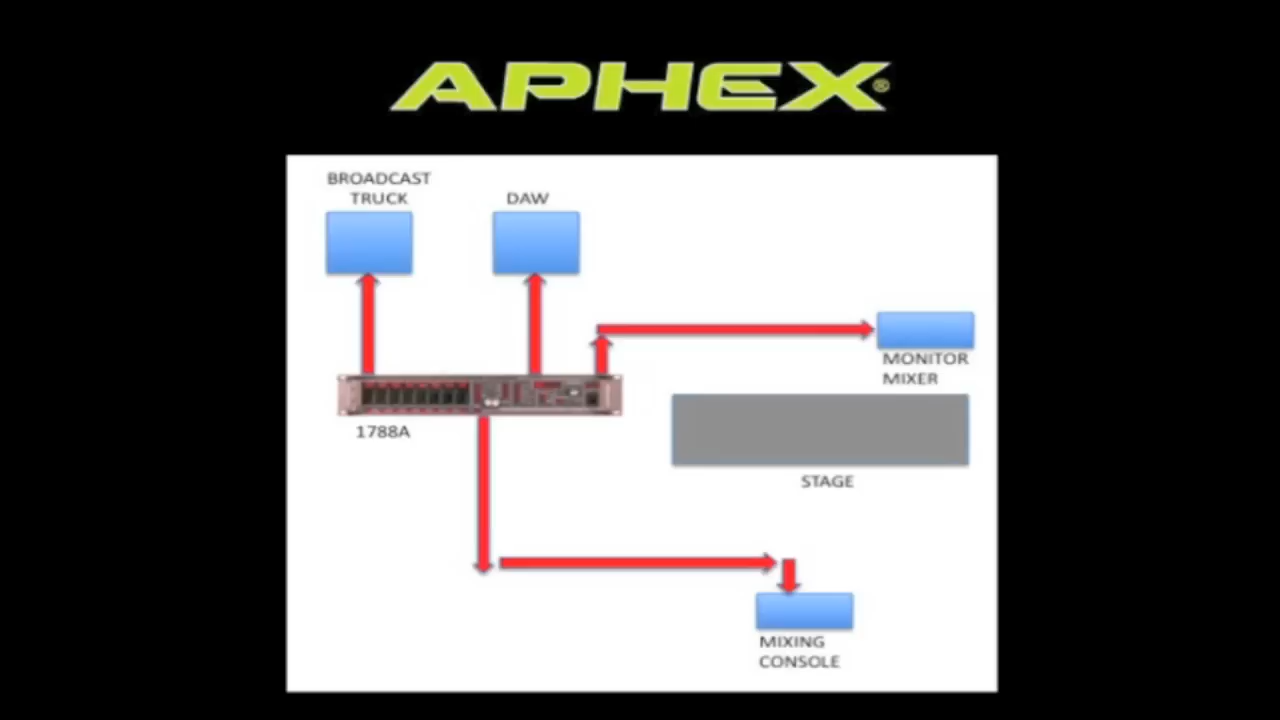 APHEX®
BROADCAST
TRUCK
DAW
MONITOR
MIXER
1788A
STAGE
MIXING
CONSOLE